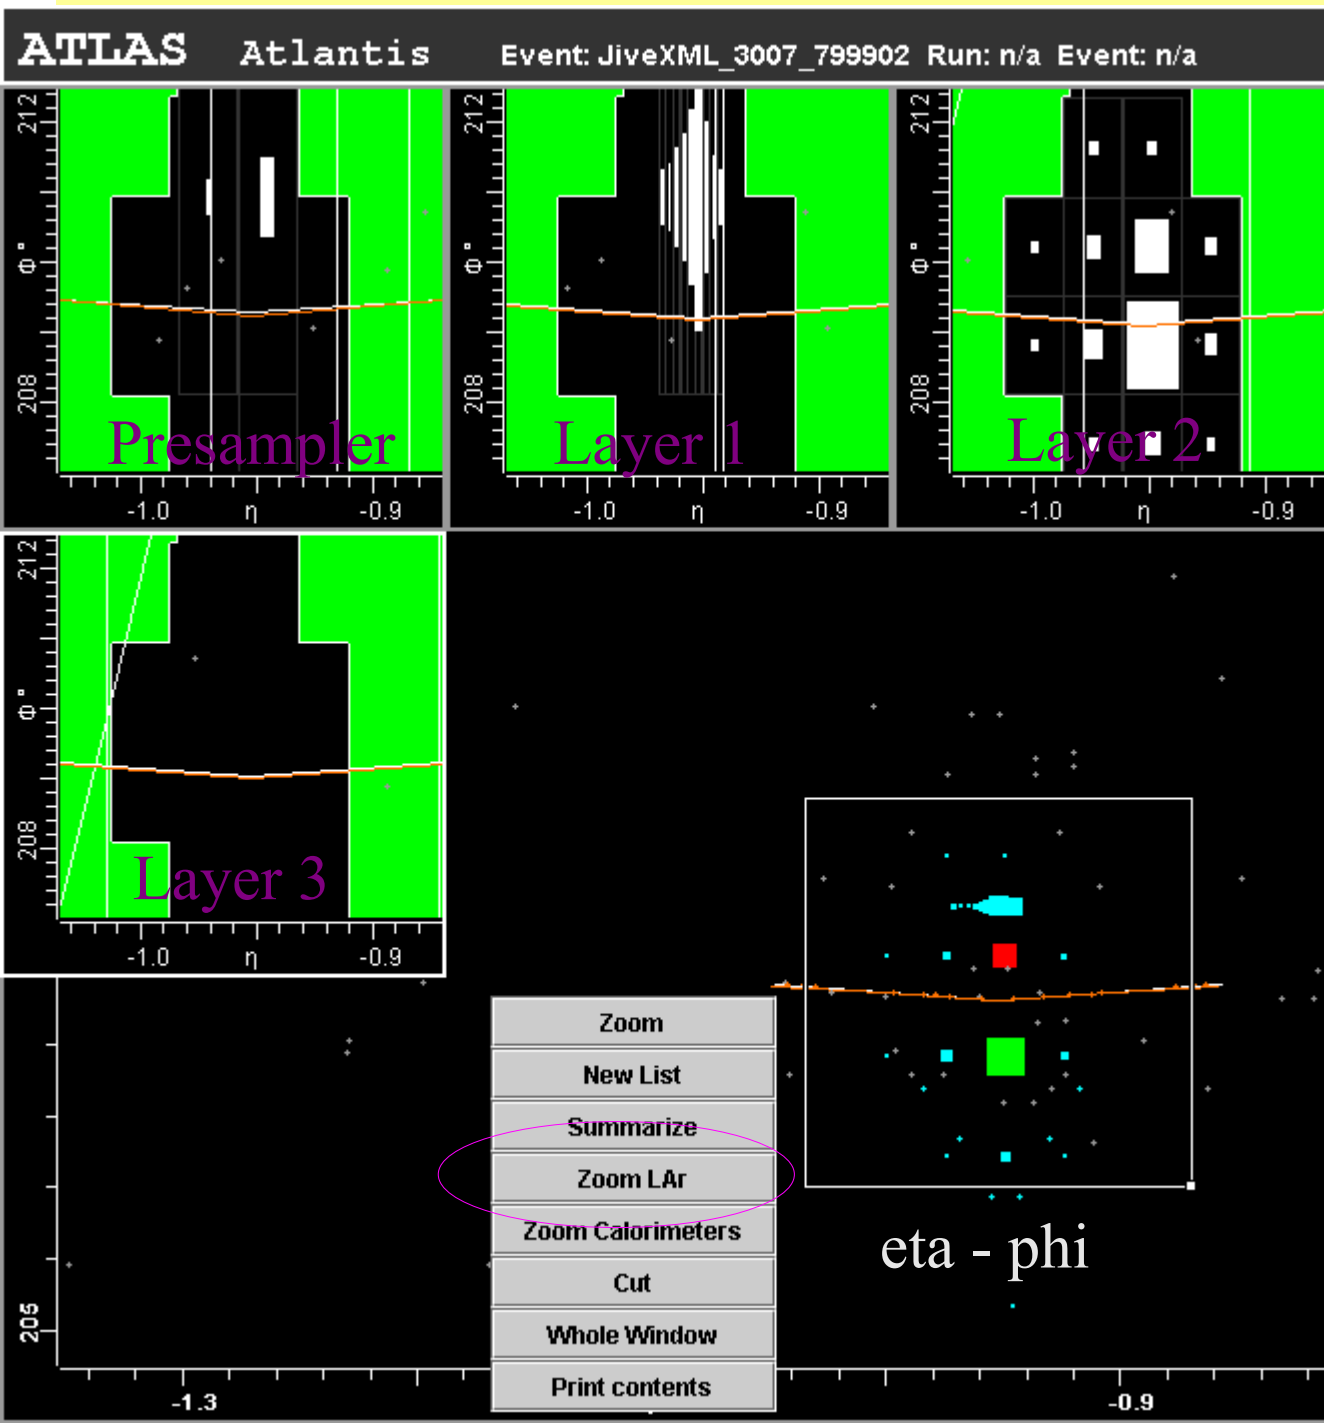 ATLAS Atlantis Event: JiveXML_3007_799902 Run: n/a Event: n/a
212
Φ°
208
Presampler
-1.0 η -0.9
212
Φ°
208
Layer 1
-1.0 η -0.9
212
Φ°
208
Layer 2
-1.0 η -0.9
212
Φ°
208
Layer 3
-1.0 η -0.9
Zoom
New List
Summarize
Zoom LAr
Zoom Calorimeters
Cut
Whole Window
Print contents
eta - phi
205
-1.3 -0.9